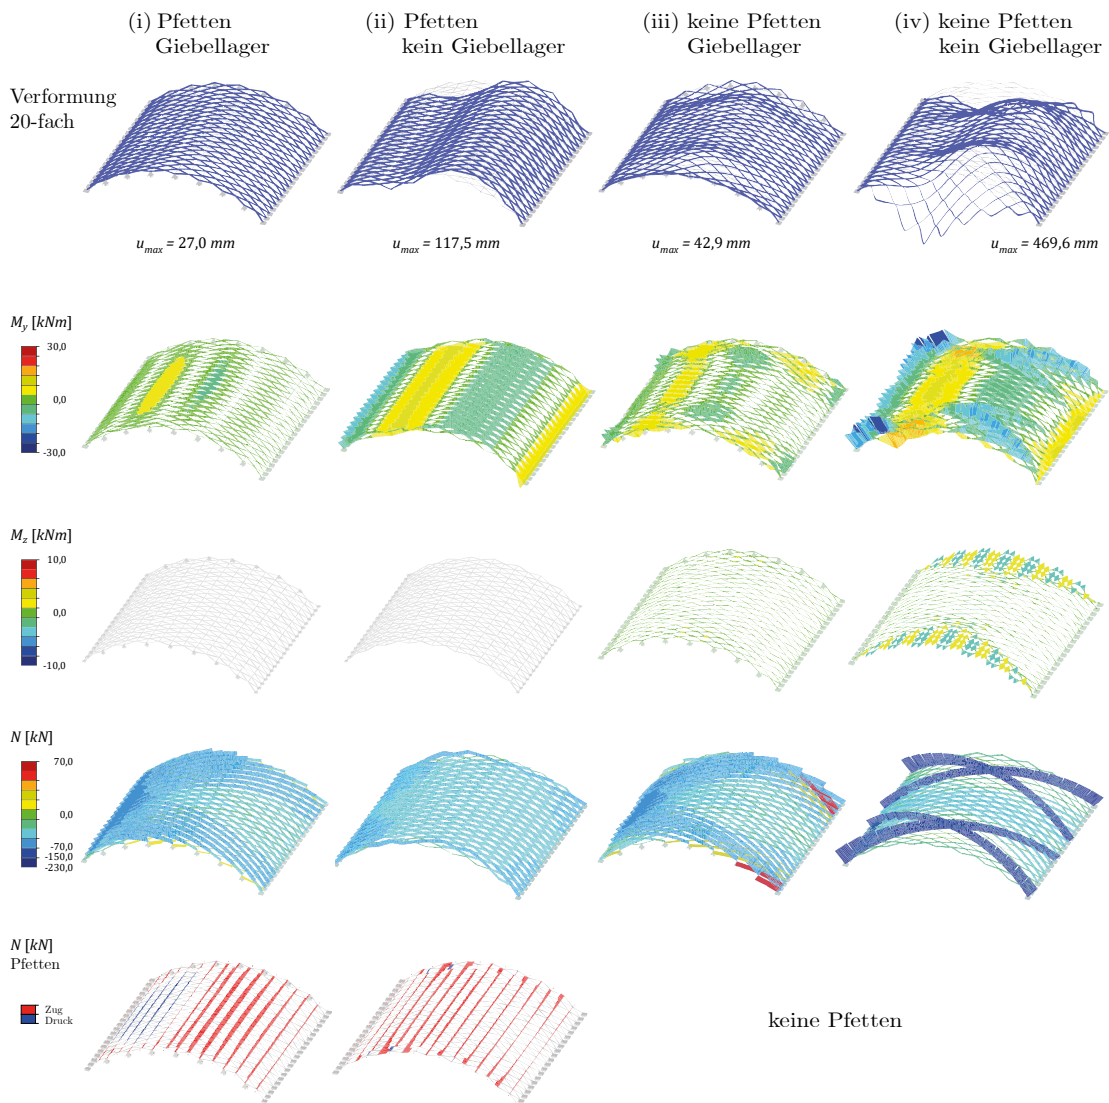 (i) Pfetten
Giebellager
(ii) Pfetten
kein Giebellager
(iii) keine Pfetten
Giebellager
(iv) keine Pfetten
kein Giebellager
Verformung
20-fach
u_max = 27,0 mm
u_max = 117,5 mm
u_max = 42,9 mm
u_max = 469,6 mm
M_y [kNm]
30,0
0,0
-30,0
M_z [kNm]
10,0
0,0
-10,0
N [kN]
70,0
0,0
-70,0
-150,0
-230,0
N [kN]
Pfetten
Zug
Druck
keine Pfetten